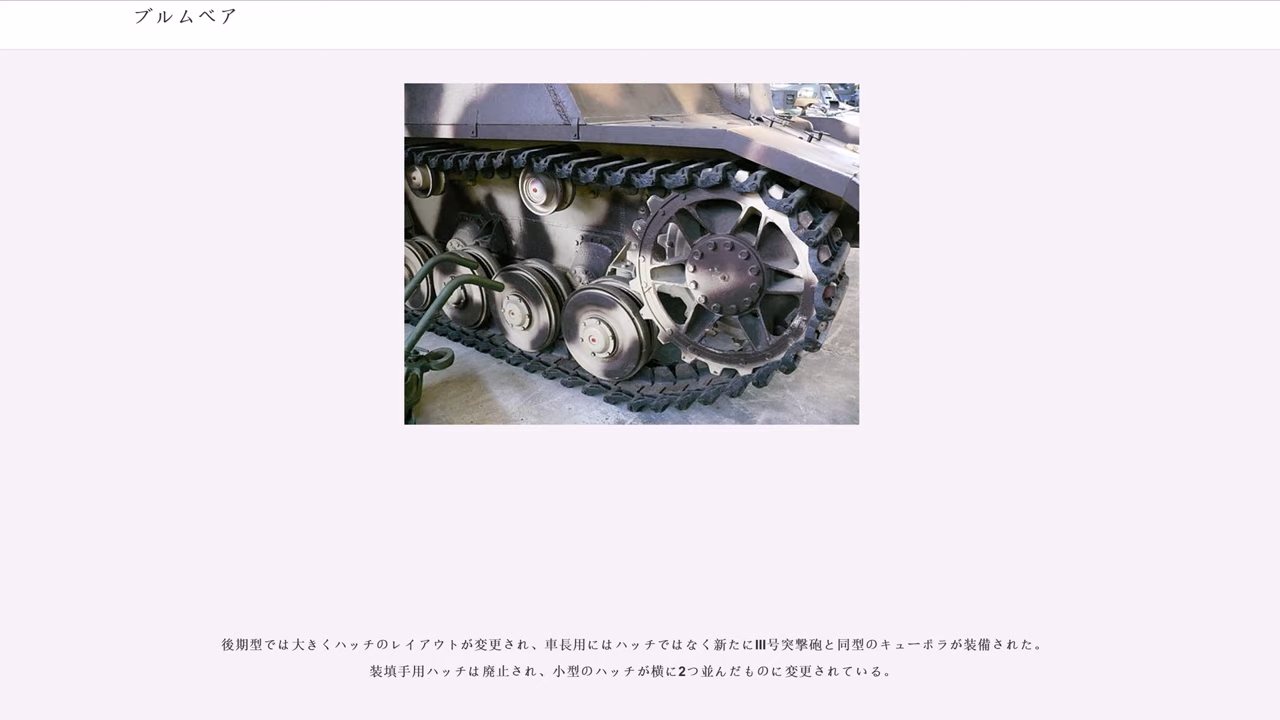 ブルムベア
後期型では大きくハッチのレイアウトが変更され、車長用にはハッチではなく新たにIII号突撃砲と同型のキューポラが装備された。
装填手用ハッチは廃止され、小型のハッチが横に2つ並んだものに変更されている。